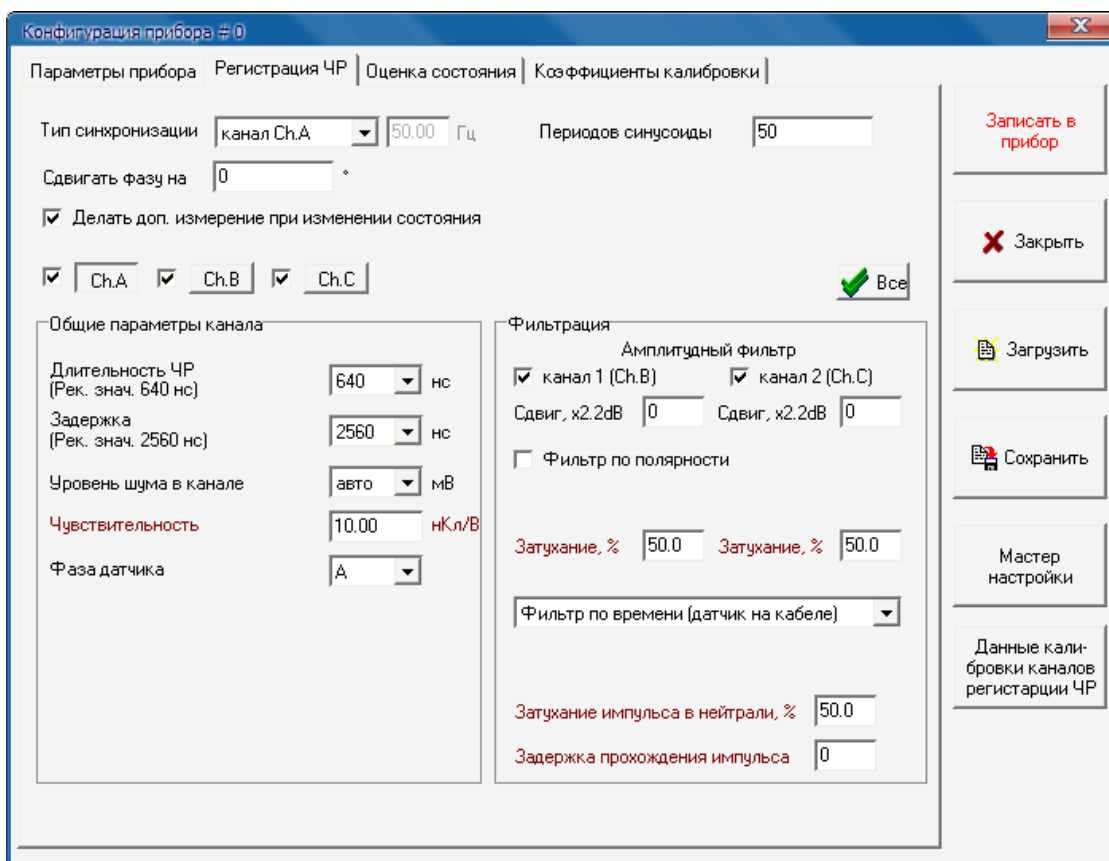 Конфигурация прибора # 0
Параметры прибора Регистрация ЧР Оценка состояния Коэффициенты калибровки
Тип синхронизации канал Ch.A 50.00 Гц Периодов синусоиды 50
Сдвигать фазу на 0 °
Делать доп. измерение при изменении состояния
Ch.A Ch.B Ch.C Все
Общие параметры канала
Длительность ЧР
(Рек. знач. 640 нс) 640 нс
Задержка
(Рек. знач. 2560 нс) 2560 нс
Уровень шума в канале авто мВ
Чувствительность 10.00 нКл/В
Фаза датчика A
Фильтрация
Амплитудный фильтр
канал 1 (Ch.B) канал 2 (Ch.C)
Сдвиг, x2.2dB 0 Сдвиг, x2.2dB 0
Фильтр по полярности
Затухание, % 50.0 Затухание, % 50.0
Фильтр по времени (датчик на кабеле)
Затухание импульса в нейтрали, % 50.0
Задержка прохождения импульса 0
Записать в
прибор
Закрыть
Загрузить
Сохранить
Мастер
настройки
Данные кали-
бровки каналов
регистарции ЧР